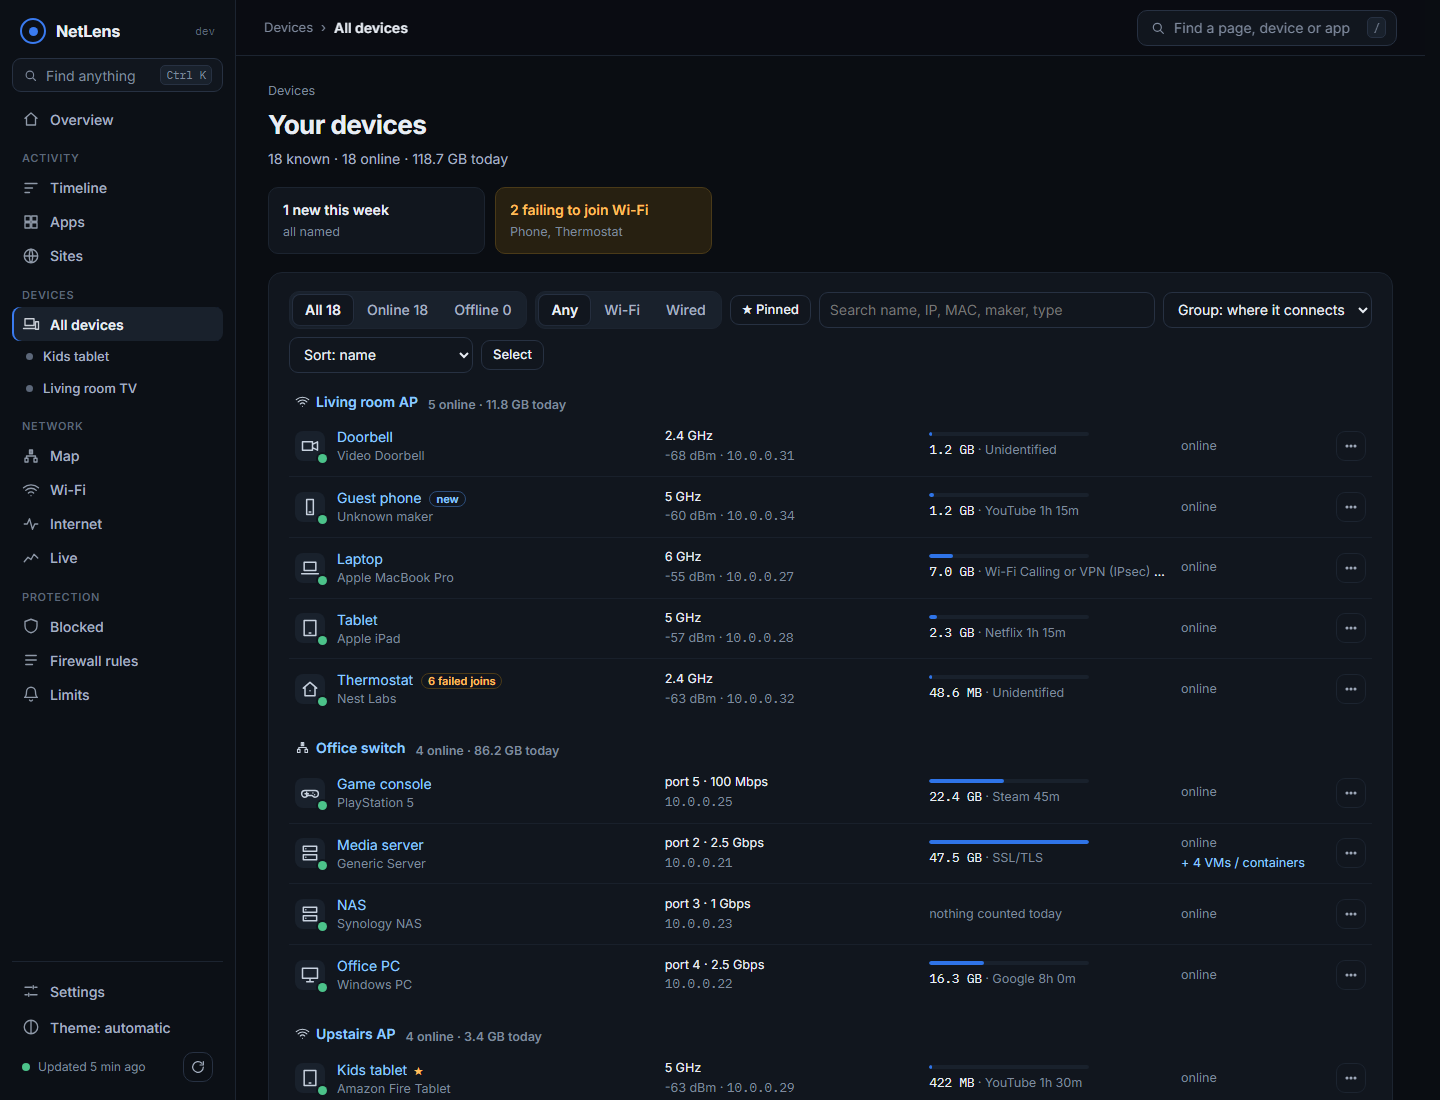 NetLens dev
Find anything Ctrl K
Overview
ACTIVITY
Timeline
Apps
Sites
DEVICES
All devices
Kids tablet
Living room TV
NETWORK
Map
Wi-Fi
Internet
Live
PROTECTION
Blocked
Firewall rules
Limits
Settings
Theme: automatic
Updated 5 min ago
Devices › All devices
Find a page, device or app /
Devices
Your devices
18 known · 18 online · 118.7 GB today
1 new this week
all named
2 failing to join Wi-Fi
Phone, Thermostat
All 18 Online 18 Offline 0 Any Wi-Fi Wired ★ Pinned Search name, IP, MAC, maker, type Group: where it connects
Sort: name Select
Living room AP 5 online · 11.8 GB today
Doorbell
Video Doorbell
2.4 GHz
-68 dBm · 10.0.0.31
1.2 GB · Unidentified
online
Guest phone new
Unknown maker
5 GHz
-60 dBm · 10.0.0.34
1.2 GB · YouTube 1h 15m
online
Laptop
Apple MacBook Pro
6 GHz
-55 dBm · 10.0.0.27
7.0 GB · Wi-Fi Calling or VPN (IPsec) ...
online
Tablet
Apple iPad
5 GHz
-57 dBm · 10.0.0.28
2.3 GB · Netflix 1h 15m
online
Thermostat 6 failed joins
Nest Labs
2.4 GHz
-63 dBm · 10.0.0.32
48.6 MB · Unidentified
online
Office switch 4 online · 86.2 GB today
Game console
PlayStation 5
port 5 · 100 Mbps
10.0.0.25
22.4 GB · Steam 45m
online
Media server
Generic Server
port 2 · 2.5 Gbps
10.0.0.21
47.5 GB · SSL/TLS
online
+ 4 VMs / containers
NAS
Synology NAS
port 3 · 1 Gbps
10.0.0.23
nothing counted today
online
Office PC
Windows PC
port 4 · 2.5 Gbps
10.0.0.22
16.3 GB · Google 8h 0m
online
Upstairs AP 4 online · 3.4 GB today
Kids tablet ★
Amazon Fire Tablet
5 GHz
-63 dBm · 10.0.0.29
422 MB · YouTube 1h 30m
online